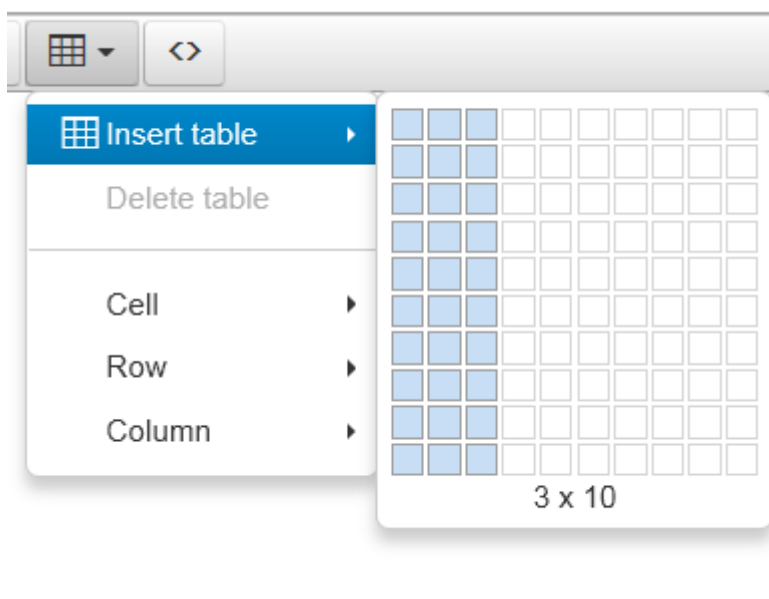 Insert table
Delete table
Cell
Row
Column
3 x 10